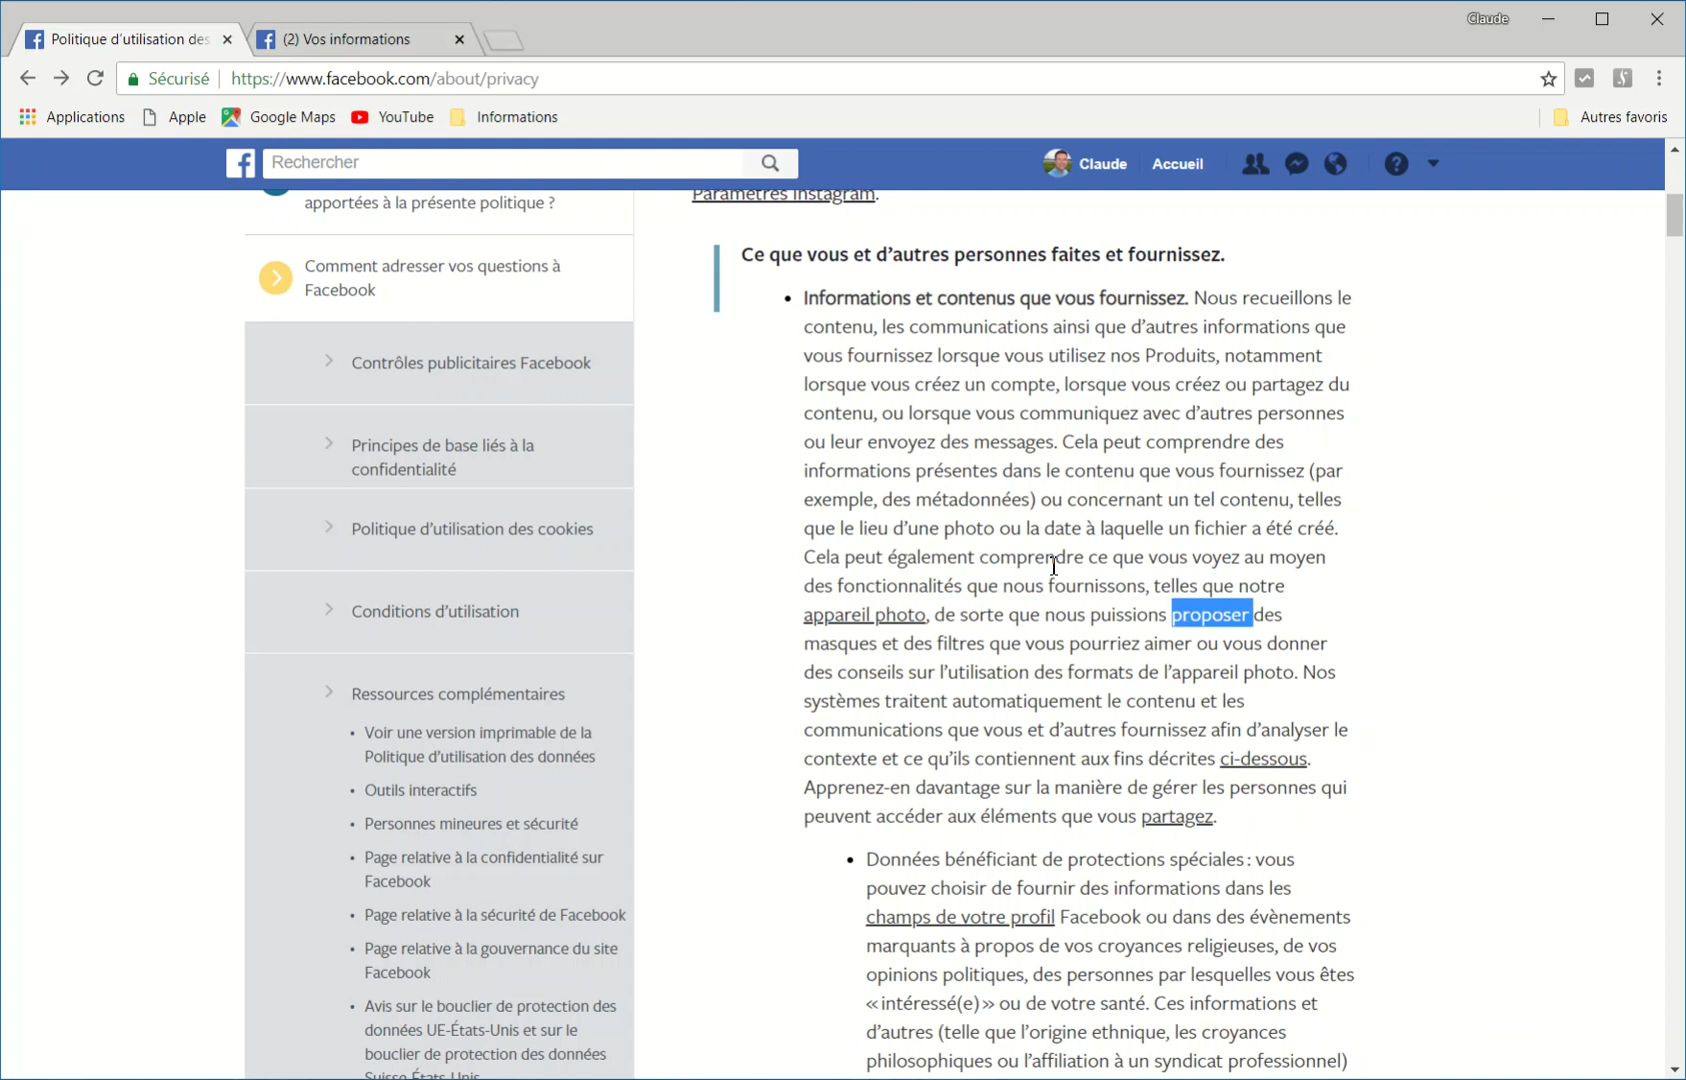 Claude
Politique d'utilisation des
(2) Vos informations
Sécurisé
https://www.facebook.com/about/privacy
Applications
Apple
Google Maps
YouTube
Informations
Autres favoris
Rechercher
Claude
Accueil
apportées à la présente politique ?
Comment adresser vos questions à
Facebook
Contrôles publicitaires Facebook
Principes de base liés à la
confidentialité
Politique d'utilisation des cookies
Conditions d'utilisation
Ressources complémentaires
• Voir une version imprimable de la
Politique d'utilisation des données
• Outils interactifs
• Personnes mineures et sécurité
• Page relative à la confidentialité sur
Facebook
• Page relative à la sécurité de Facebook
• Page relative à la gouvernance du site
Facebook
• Avis sur le bouclier de protection des
données UE-États-Unis et sur le
bouclier de protection des données
Suisse-États-Unis
Paramètres Instagram.
Ce que vous et d'autres personnes faites et fournissez.
• Informations et contenus que vous fournissez. Nous recueillons le
contenu, les communications ainsi que d'autres informations que
vous fournissez lorsque vous utilisez nos Produits, notamment
lorsque vous créez un compte, lorsque vous créez ou partagez du
contenu, ou lorsque vous communiquez avec d'autres personnes
ou leur envoyez des messages. Cela peut comprendre des
informations présentes dans le contenu que vous fournissez (par
exemple, des métadonnées) ou concernant un tel contenu, telles
que le lieu d'une photo ou la date à laquelle un fichier a été créé.
Cela peut également comprendre ce que vous voyez au moyen
des fonctionnalités que nous fournissons, telles que notre
appareil photo, de sorte que nous puissions proposer des
masques et des filtres que vous pourriez aimer ou vous donner
des conseils sur l'utilisation des formats de l'appareil photo. Nos
systèmes traitent automatiquement le contenu et les
communications que vous et d'autres fournissez afin d'analyser le
contexte et ce qu'ils contiennent aux fins décrites ci-dessous.
Apprenez-en davantage sur la manière de gérer les personnes qui
peuvent accéder aux éléments que vous partagez.
• Données bénéficiant de protections spéciales : vous
pouvez choisir de fournir des informations dans les
champs de votre profil Facebook ou dans des évènements
marquants à propos de vos croyances religieuses, de vos
opinions politiques, des personnes par lesquelles vous êtes
« intéressé(e) » ou de votre santé. Ces informations et
d'autres (telle que l'origine ethnique, les croyances
philosophiques ou l'affiliation à un syndicat professionnel)